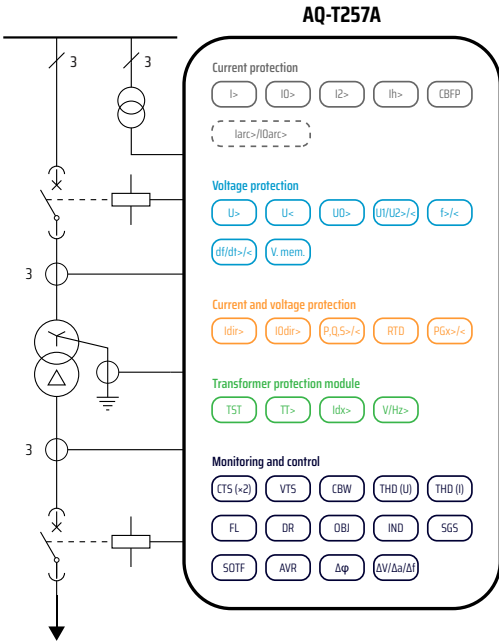 AQ-T257A
3 3
Current protection
I> I0> I2> Ih> CBFP
Iarc>/I0arc>
Voltage protection
U> U< U0> U1/U2>/< f>/<
df/dt>/< V. mem.
3
Current and voltage protection
Idir> I0dir> P,Q,S>/< RTD PGx>/<
Transformer protection module
TST TT> Idx> V/Hz>
3
Monitoring and control
CTS (×2) VTS CBW THD (U) THD (I)
FL DR OBJ IND SGS
SOTF AVR Δφ ΔV/Δa/Δf